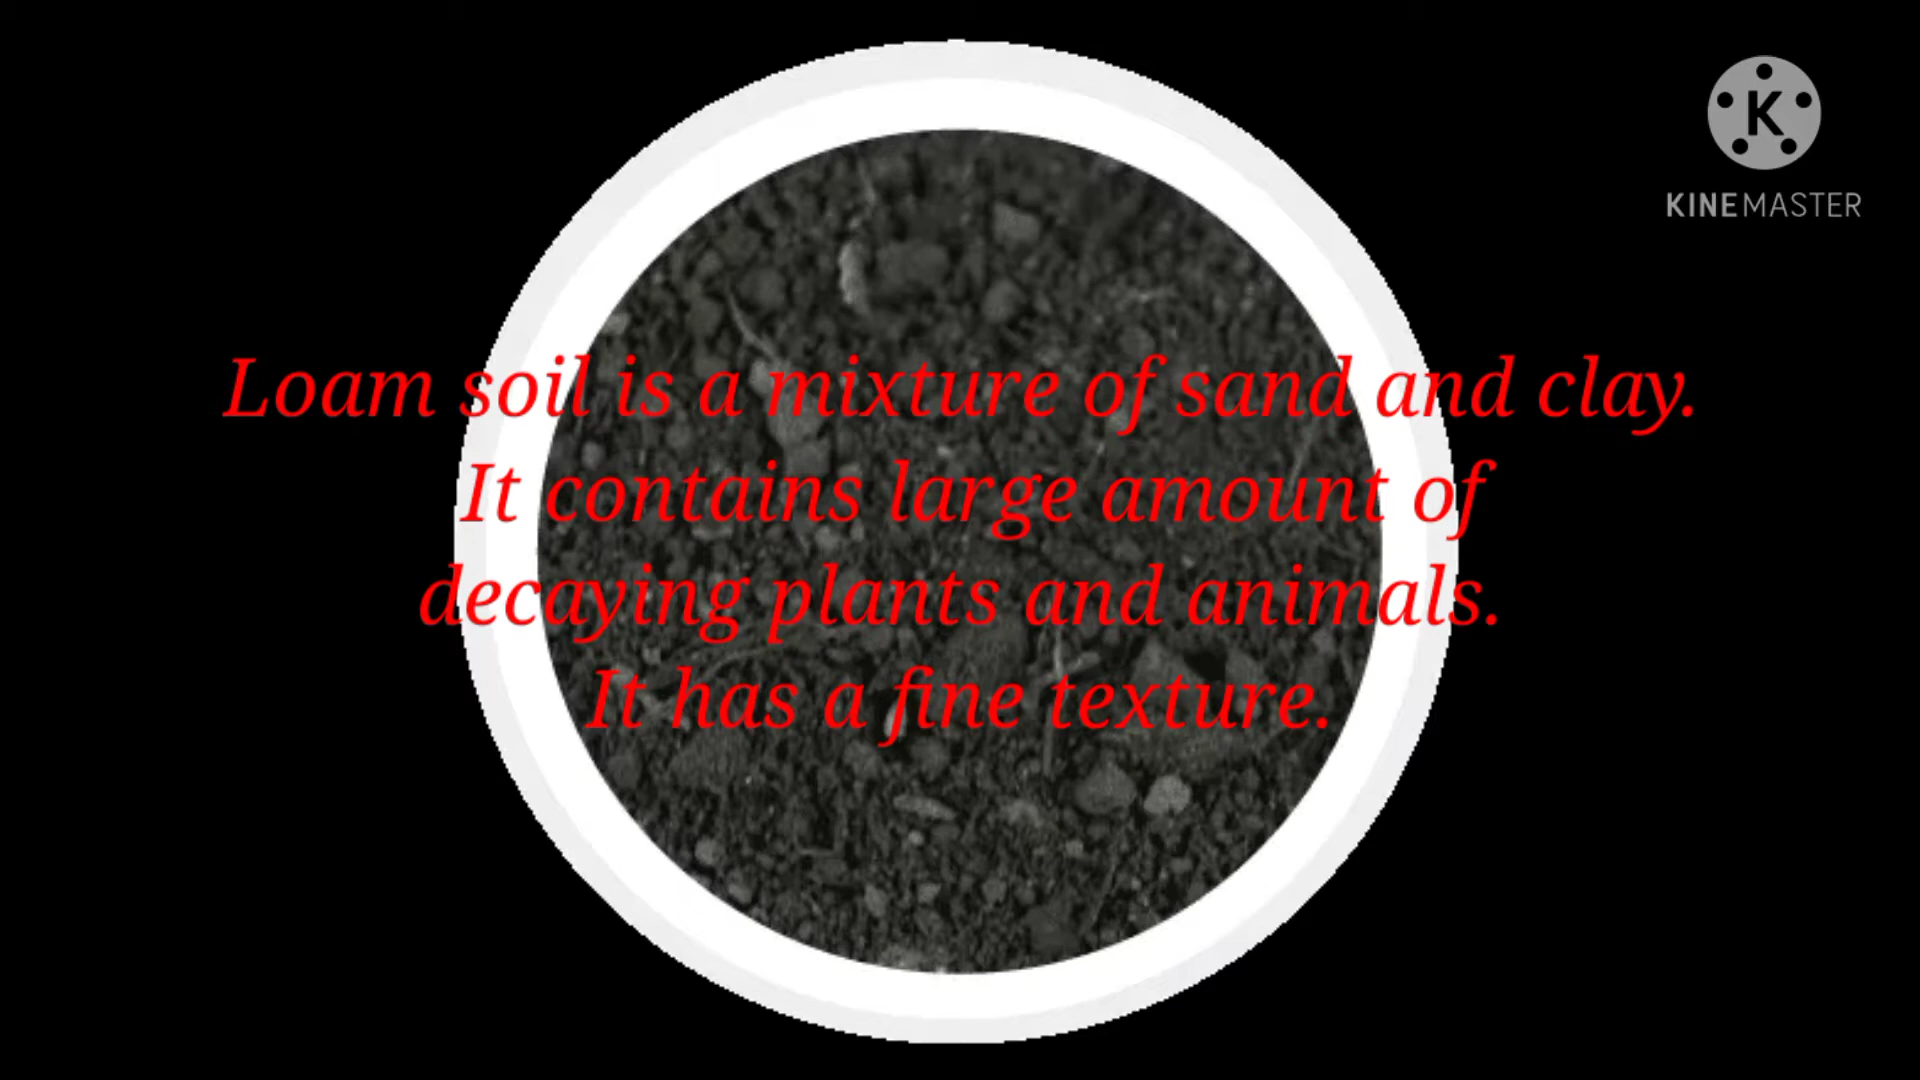 K
KINEMASTER
Loam soil is a mixture of sand and clay.
It contains large amount of
decaying plants and animals.
It has a fine texture.